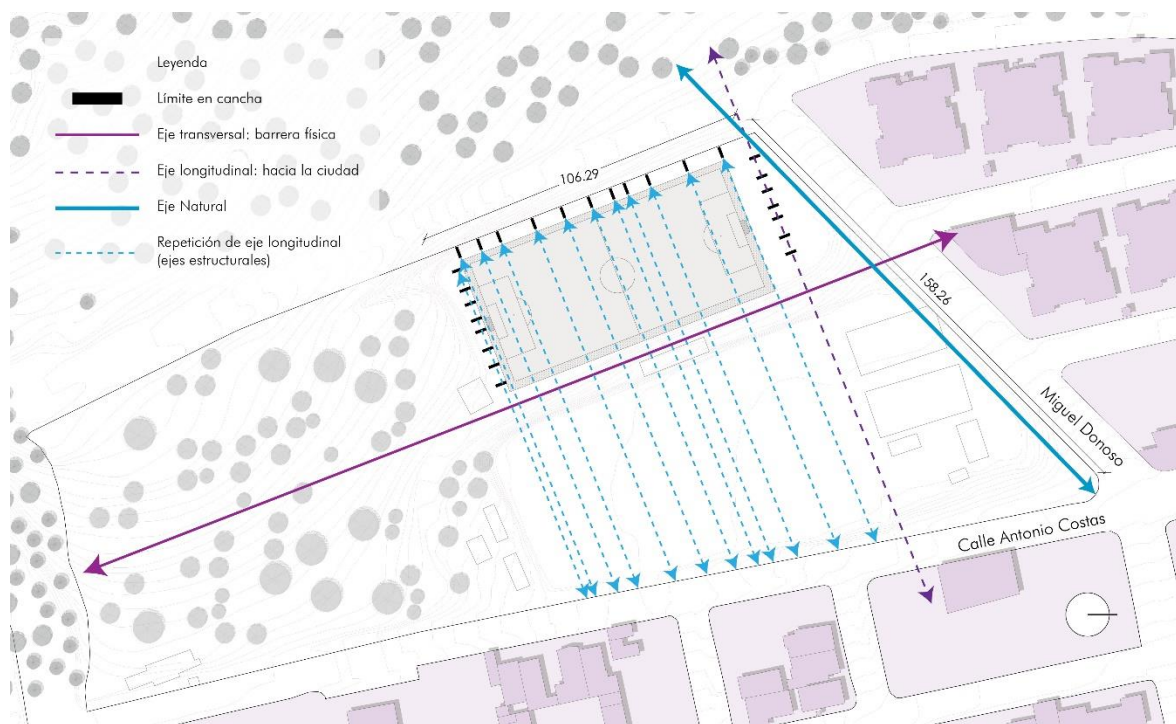 Leyenda
Límite en cancha
Eje transversal: barrera física
Eje longitudinal: hacia la ciudad
Eje Natural
Repetición de eje longitudinal
(ejes estructurales)
106.29
158.26
Miguel Donoso
Calle Antonio Costas